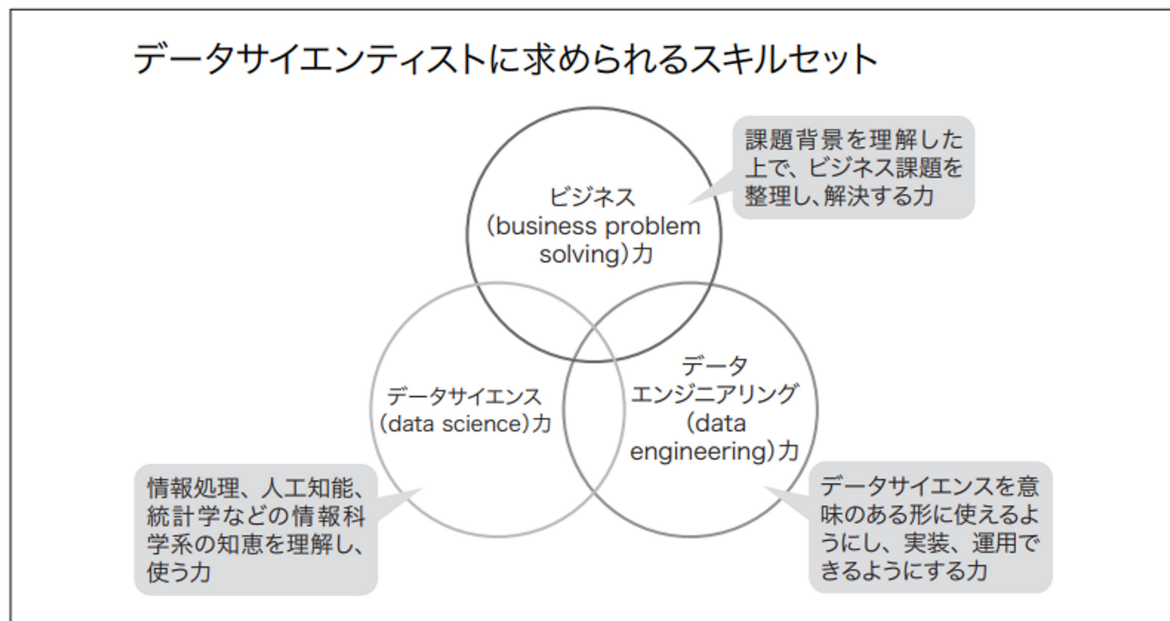 データサイエンティストに求められるスキルセット
課題背景を理解した
上で、ビジネス課題を
整理し、解決する力
ビジネス
(business problem
solving)力
データサイエンス
(data science)力
データ
エンジニアリング
(data
engineering)力
情報処理、人工知能、
統計学などの情報科
学系の知恵を理解し、
使う力
データサイエンスを意
味のある形に使えるよ
うにし、実装、運用で
きるようにする力